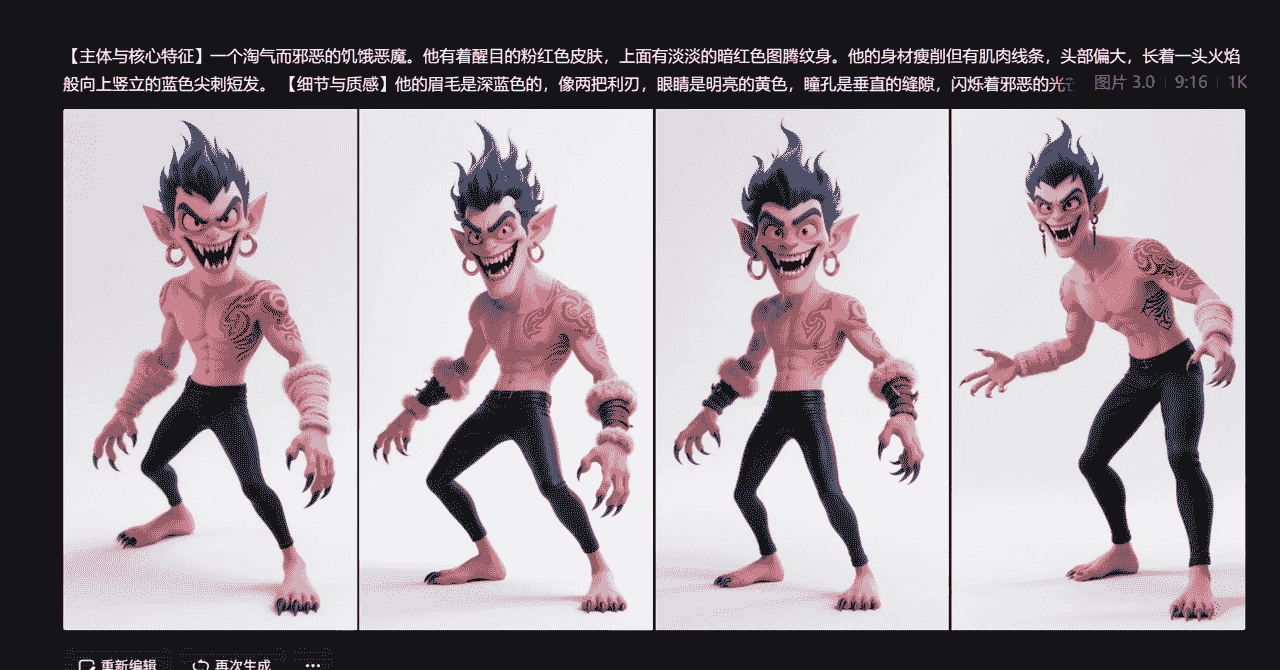 【主体与核心特征】一个淘气而邪恶的饥饿恶魔。他有着醒目的粉红色皮肤，上面有淡淡的暗红色图腾纹身。他的身材瘦削但有肌肉线条，头部偏大，长着一头火焰
般向上竖立的蓝色尖刺短发。 【细节与质感】他的眉毛是深蓝色的，像两把利刃，眼睛是明亮的黄色，瞳孔是垂直的缝隙，闪烁着邪恶的光 图片 3.0 | 9:16 | 1K
重新编辑 再次生成 ...